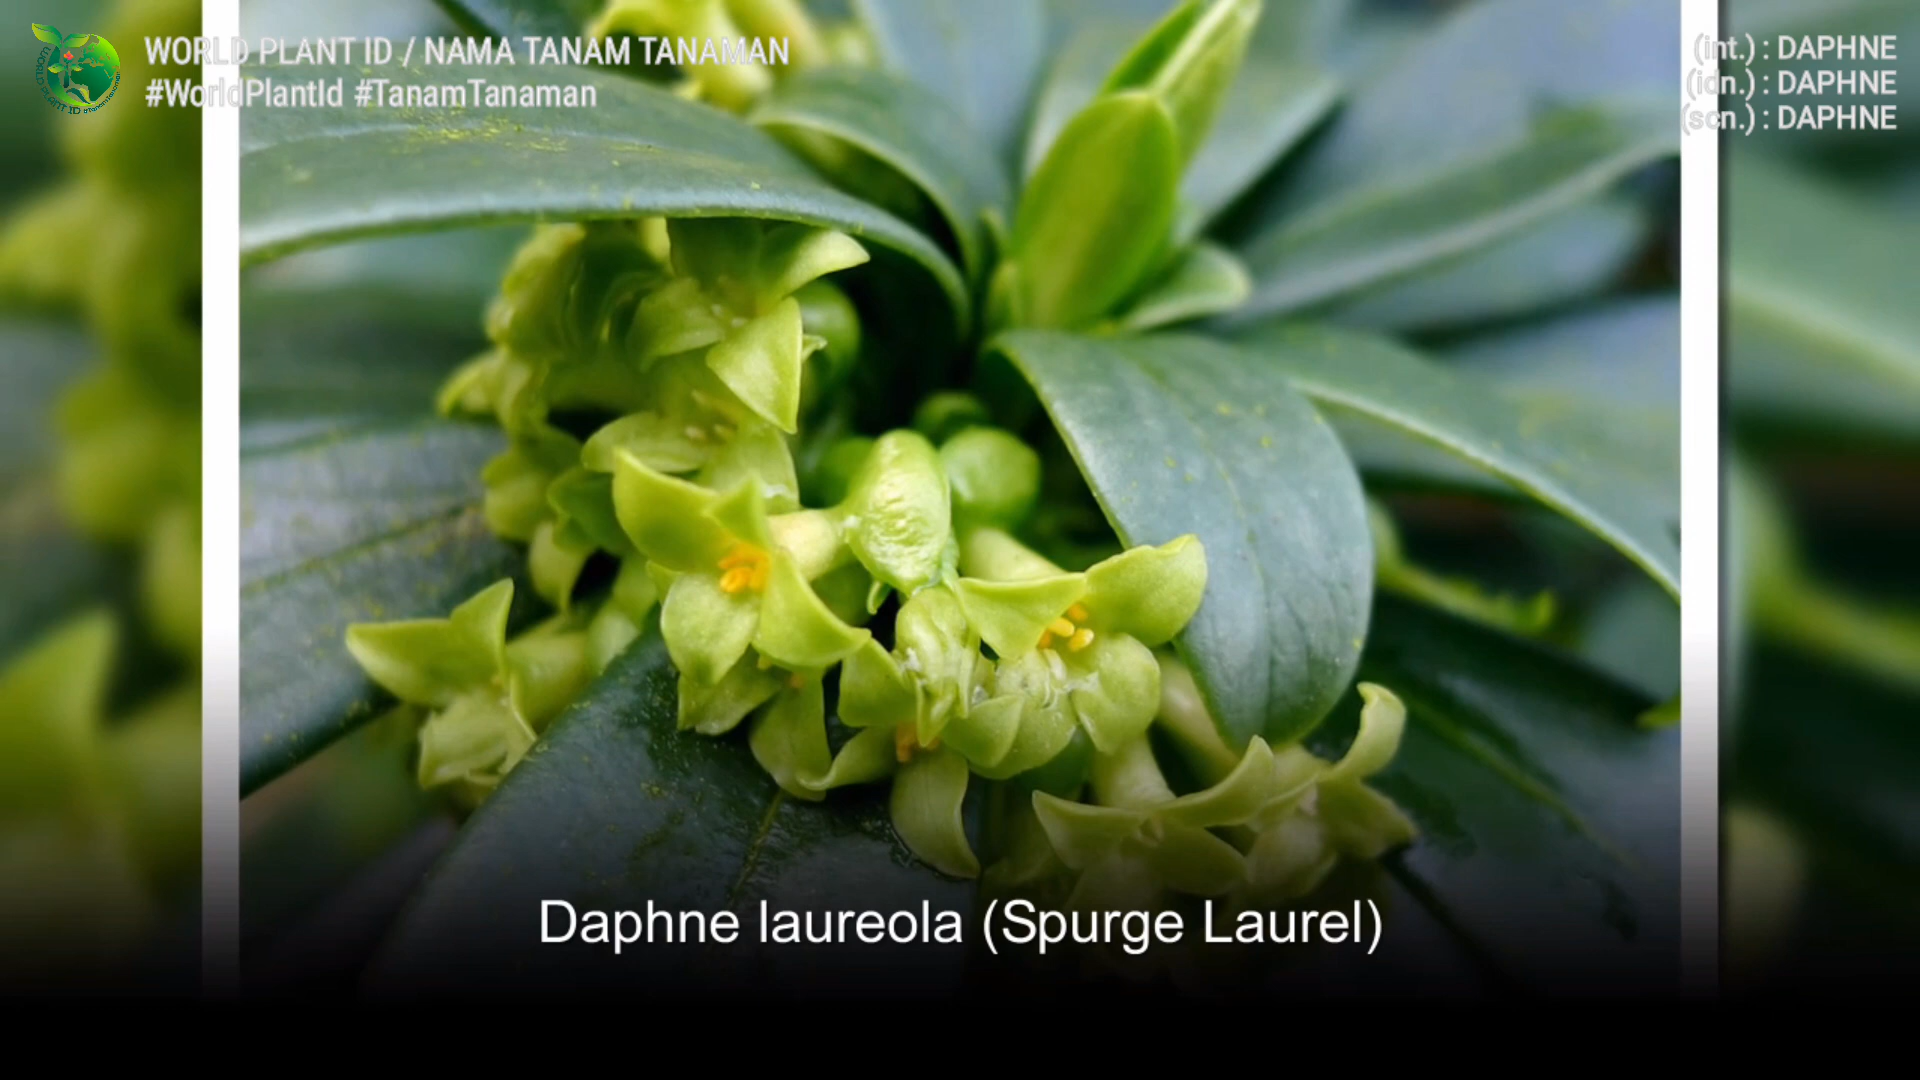 WORLD PLANT ID / NAMA TANAM TANAMAN
#WorldPlantId #TanamTanaman
(int.) : DAPHNE
(idn.) : DAPHNE
(scn.) : DAPHNE
Daphne laureola (Spurge Laurel)